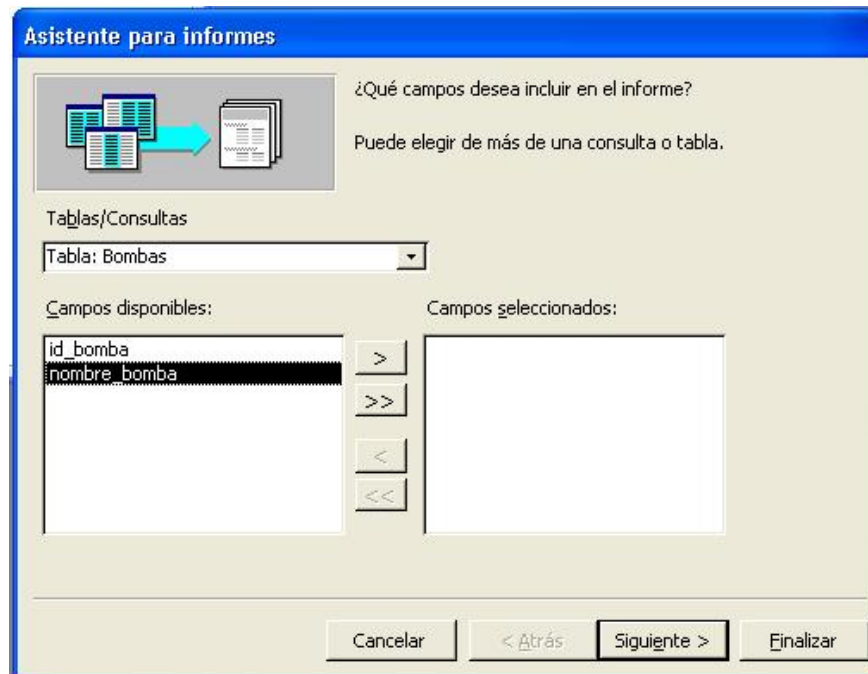 Asistente para informes
¿Qué campos desea incluir en el informe?
Puede elegir de más de una consulta o tabla.
Tablas/Consultas
Tabla: Bombas
Campos disponibles:
Campos seleccionados:
id_bomba
nombre_bomba
>
>>
<
<<
Cancelar
< Atrás
Siguiente >
Finalizar